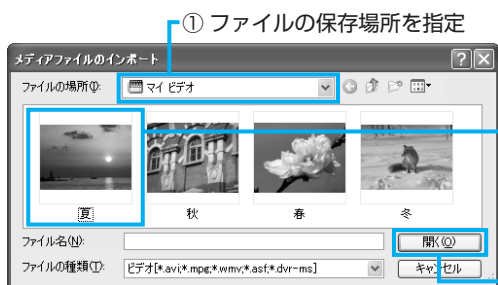 ① ファイルの保存場所を指定
メディアファイルのインポート
ファイルの場所(I):
マイ ビデオ
夏
秋
春
冬
ファイル名(N):
開く(O)
ファイルの種類(T):
ビデオ[*.avi;*.mpg;*.wmv;*.asf;*.dvr-ms]
キャンセル